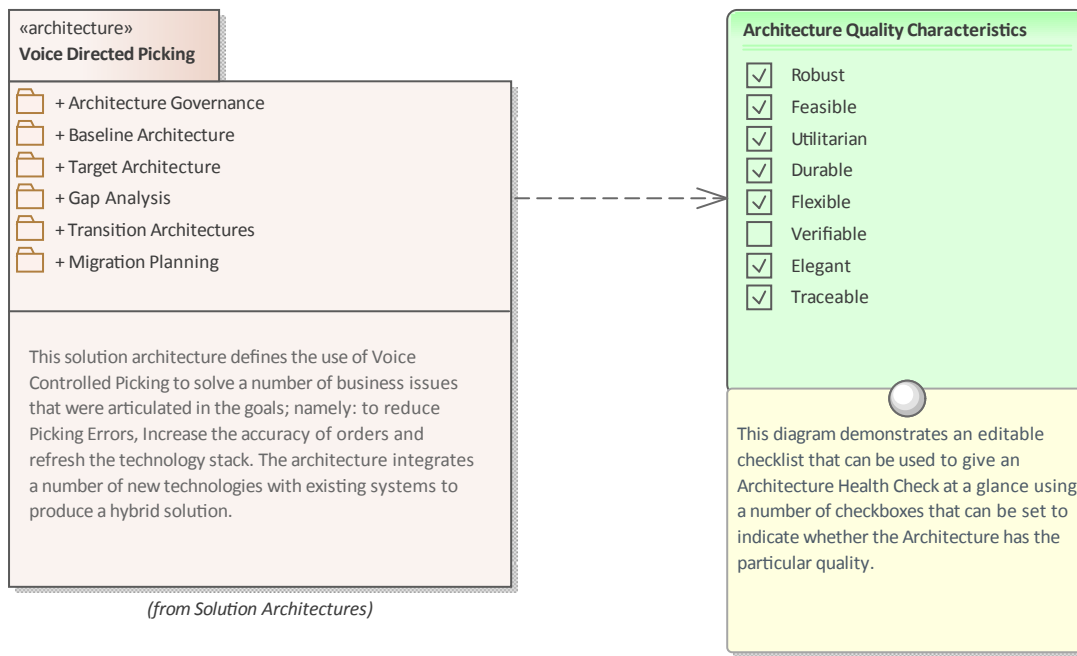 «architecture»
Voice Directed Picking
+ Architecture Governance
+ Baseline Architecture
+ Target Architecture
+ Gap Analysis
+ Transition Architectures
+ Migration Planning
This solution architecture defines the use of Voice
Controlled Picking to solve a number of business issues
that were articulated in the goals; namely: to reduce
Picking Errors, Increase the accuracy of orders and
refresh the technology stack. The architecture integrates
a number of new technologies with existing systems to
produce a hybrid solution.
(from Solution Architectures)
Architecture Quality Characteristics
Robust
Feasible
Utilitarian
Durable
Flexible
Verifiable
Elegant
Traceable
This diagram demonstrates an editable
checklist that can be used to give an
Architecture Health Check at a glance using
a number of checkboxes that can be set to
indicate whether the Architecture has the
particular quality.